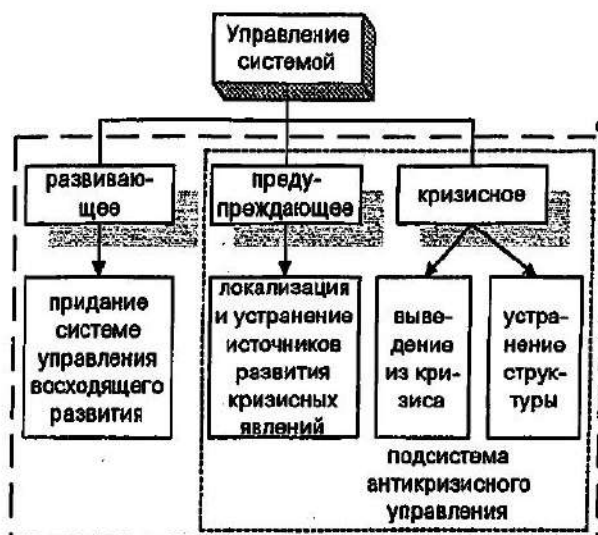 Управление
системой
развиваю-
щее
преду-
преждающее
кризисное
придание
системе
управления
восходящего
развития
локализация
и устранение
источников
развития
кризисных
явлений
выве-
дение
из кри-
зиса
устра-
нение
струк-
туры
подсистема
антикризисного
управления